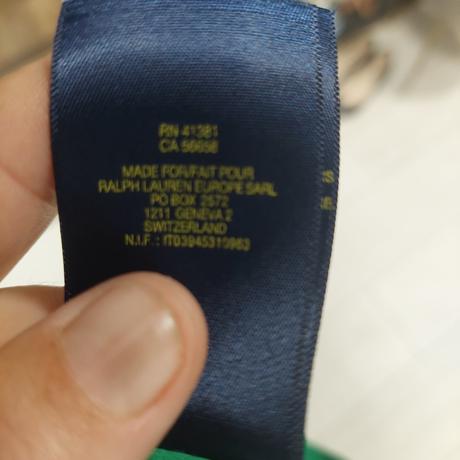 RN 41381
CA 56656
MADE FOR/FAIT POUR
RALPH LAUREN EUROPE SARL
PO BOX 2572
1211 GENEVA 2
SWITZERLAND
N.I.F. : IT03945310963